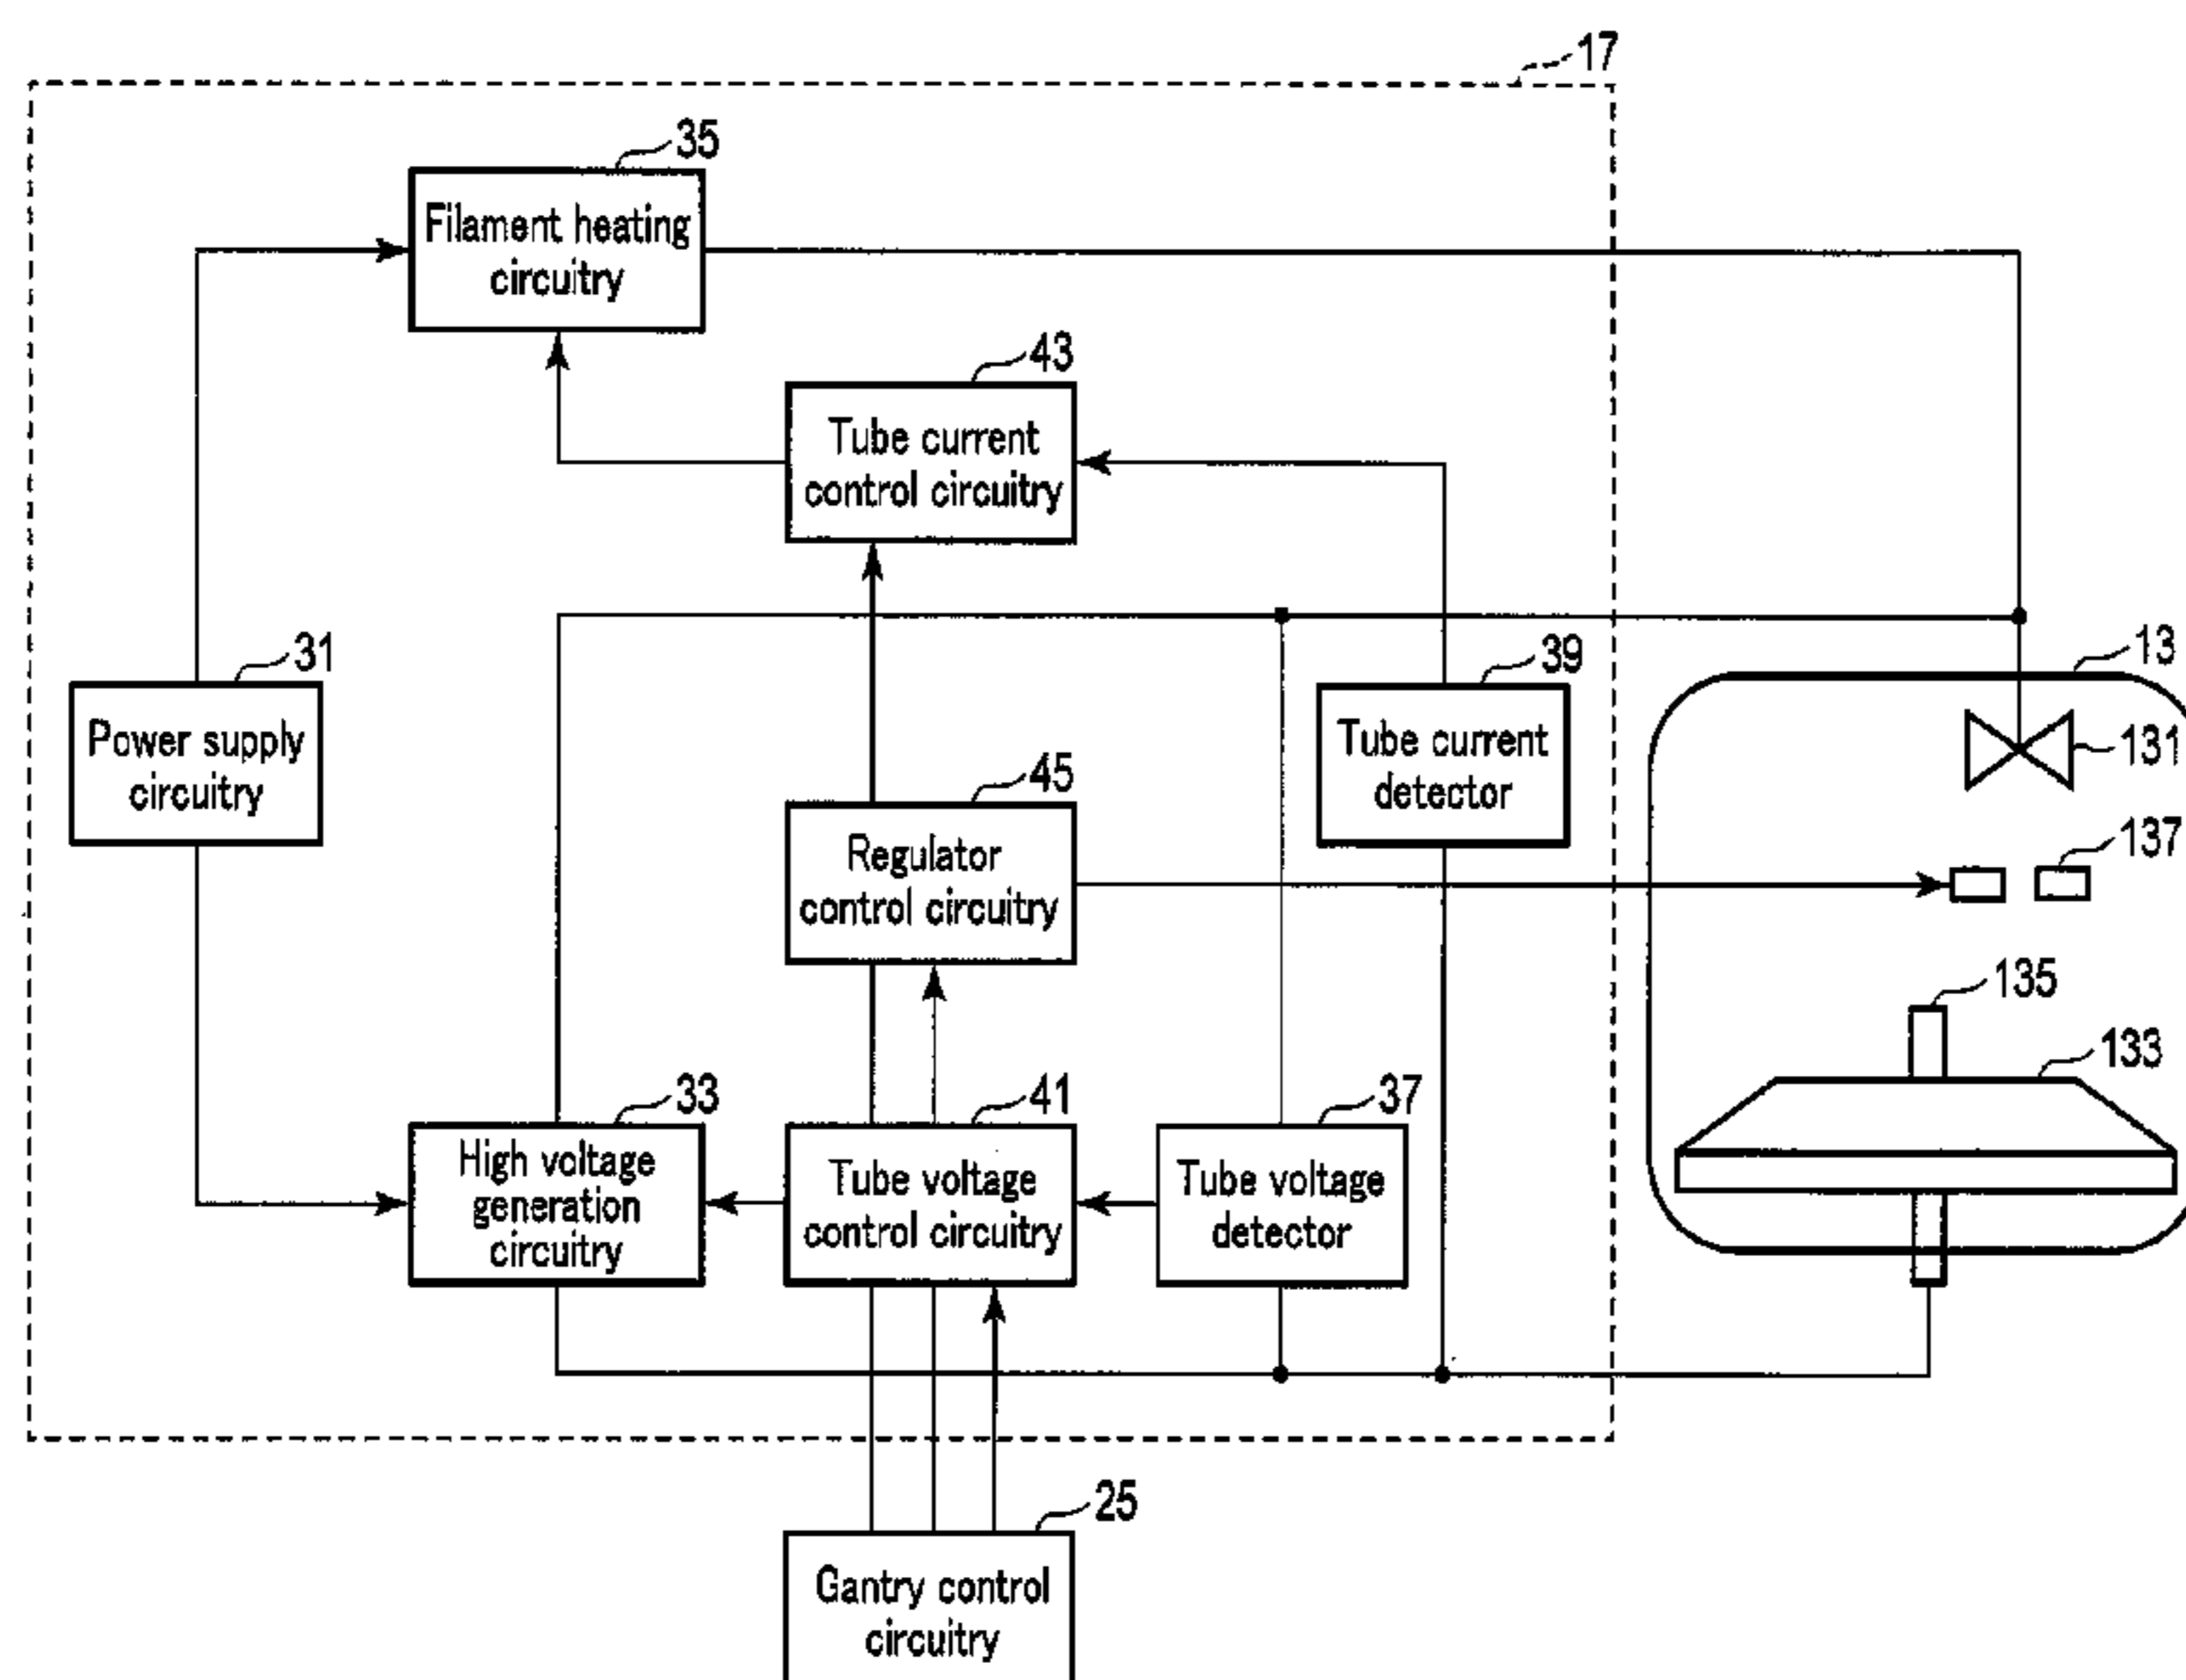 17
35
Filament heating
circuitry
43
Tube current
control circuitry
31
Power supply
circuitry
39
Tube current
detector
13
131
45
Regulator
control circuitry
137
135
133
33
High voltage
generation
circuitry
41
Tube voltage
control circuitry
37
Tube voltage
detector
25
Gantry control
circuitry